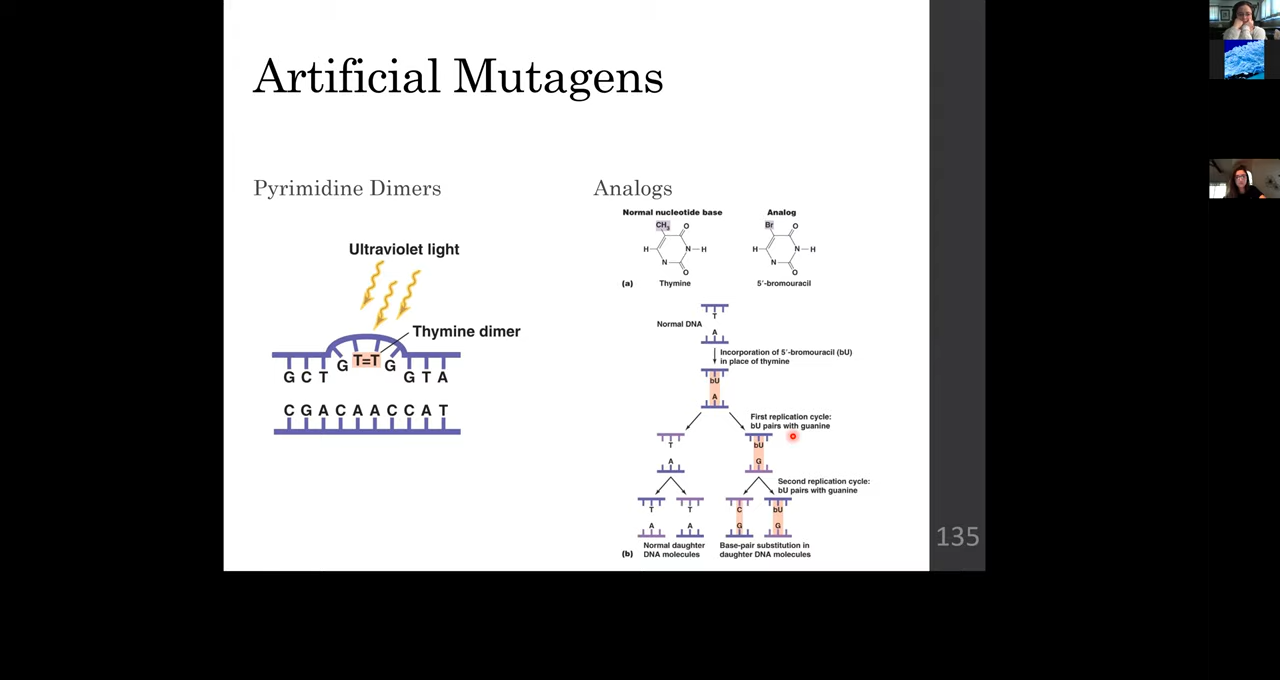 Artificial Mutagens
Pyrimidine Dimers
Ultraviolet light
Thymine dimer
G C T G T=T G G T A
C G A C A A C C A T
Analogs
Normal nucleotide base
Analog
CH3 O
H N H
N O
Br O
H N H
N O
(a)
Thymine
5'-bromouracil
Normal DNA
T
A
Incorporation of 5'-bromouracil (bU)
in place of thymine
bU
A
First replication cycle:
bU pairs with guanine
T
A
bU
G
Second replication cycle:
bU pairs with guanine
T T C bU
A A G G
(b)
Normal daughter
DNA molecules
Base-pair substitution in
daughter DNA molecules
135